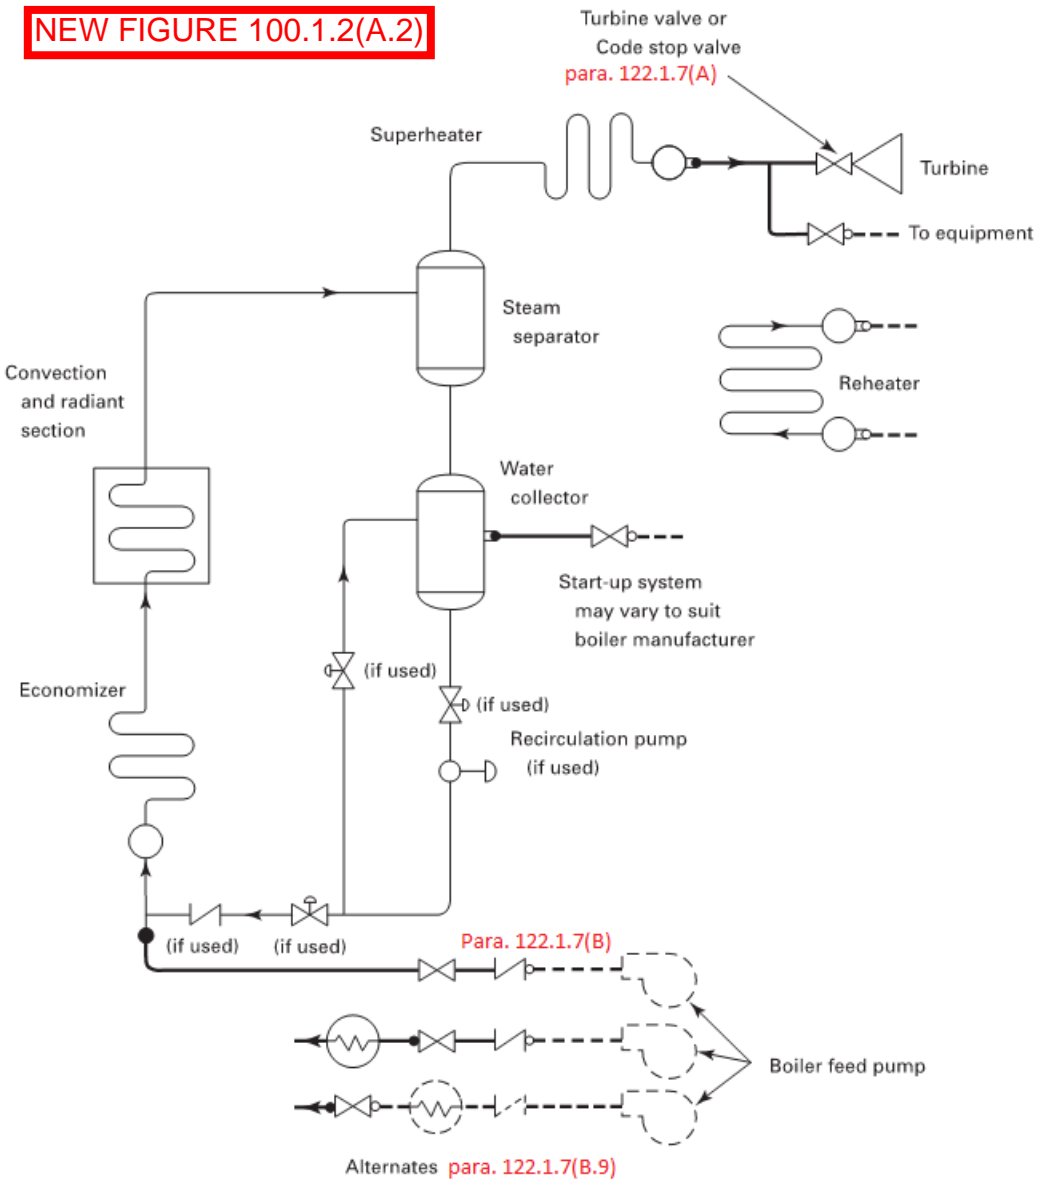 NEW FIGURE 100.1.2(A.2)
Turbine valve or
Code stop valve
para. 122.1.7(A)
Superheater
Turbine
To equipment
Steam
separator
Convection
and radiant
section
Reheater
Water
collector
Start-up system
may vary to suit
boiler manufacturer
(if used)
Economizer
(if used)
Recirculation pump
(if used)
(if used)
(if used)
Para. 122.1.7(B)
Boiler feed pump
Alternates para. 122.1.7(B.9)